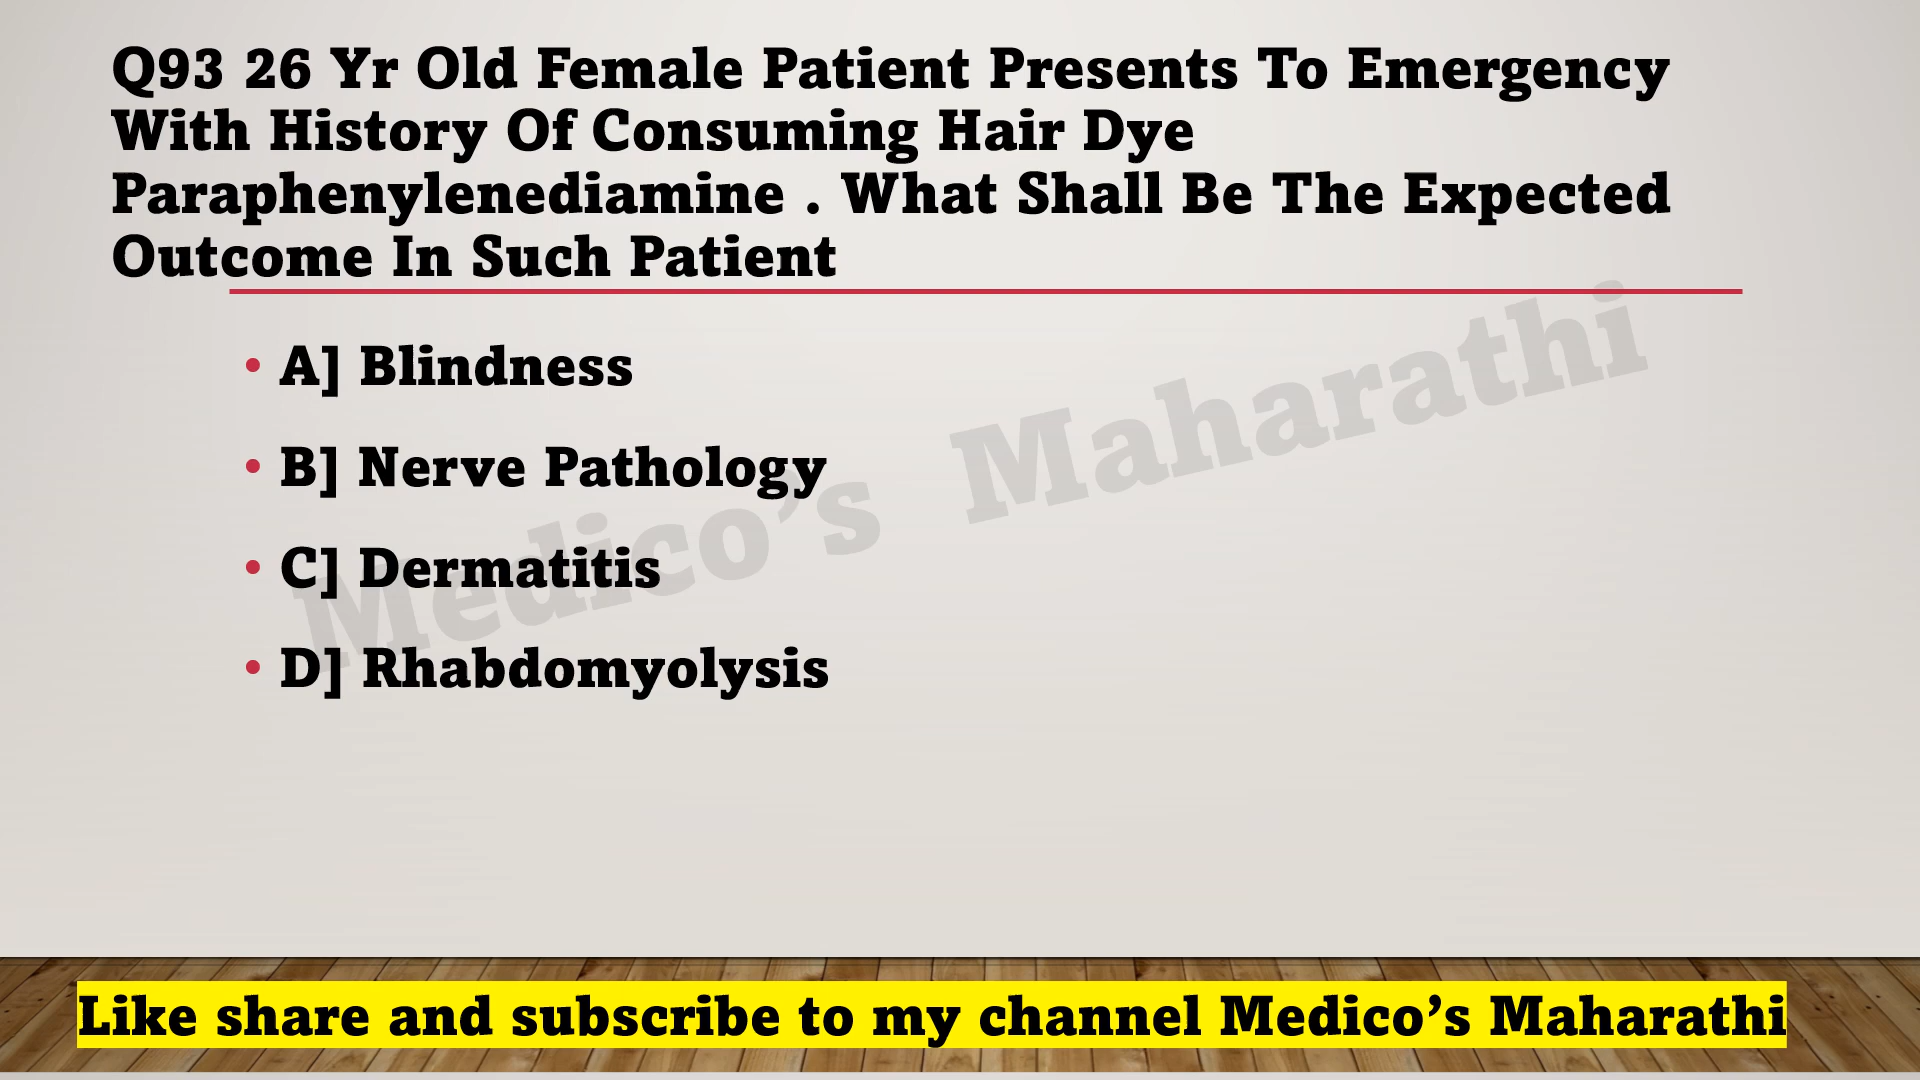 Q93 26 Yr Old Female Patient Presents To Emergency
With History Of Consuming Hair Dye
Paraphenylenediamine . What Shall Be The Expected
Outcome In Such Patient
• A] Blindness
• B] Nerve Pathology
• C] Dermatitis
• D] Rhabdomyolysis
Medico’s Maharathi
Like share and subscribe to my channel Medico’s Maharathi